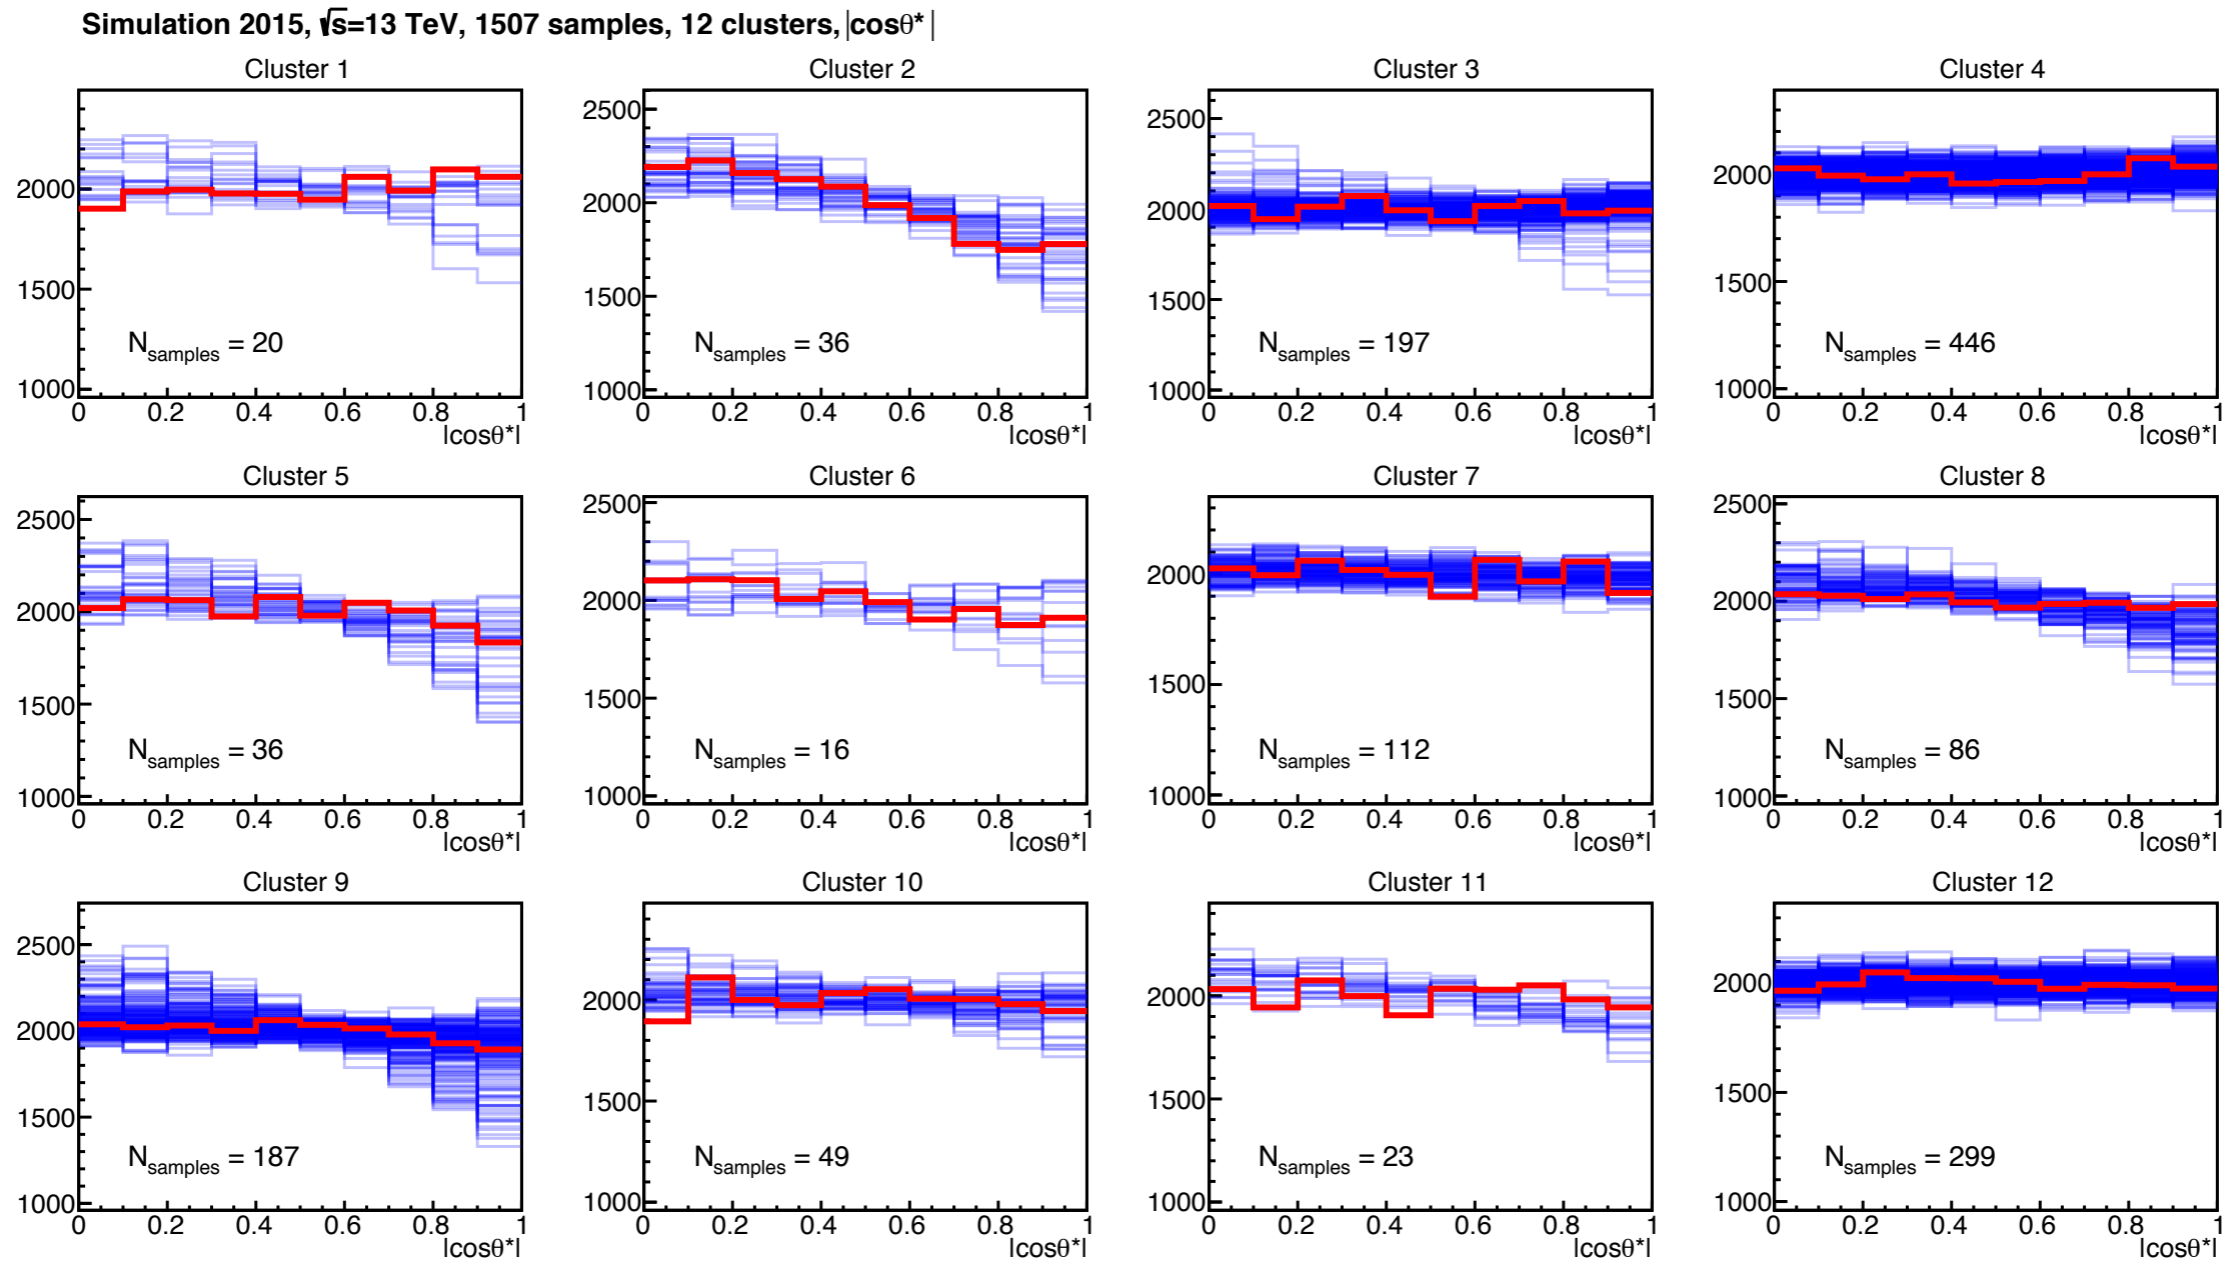 Simulation 2015, √s=13 TeV, 1507 samples, 12 clusters, |cosθ* |
Cluster 1
2000
1500
1000
N_samples = 20
0 0.2 0.4 0.6 0.8 1
|cosθ*|
Cluster 2
2500
2000
1500
1000
N_samples = 36
0 0.2 0.4 0.6 0.8 1
|cosθ*|
Cluster 3
2500
2000
1500
1000
N_samples = 197
0 0.2 0.4 0.6 0.8 1
|cosθ*|
Cluster 4
2000
1500
1000
N_samples = 446
0 0.2 0.4 0.6 0.8 1
|cosθ*|
Cluster 5
2500
2000
1500
1000
N_samples = 36
0 0.2 0.4 0.6 0.8 1
|cosθ*|
Cluster 6
2500
2000
1500
1000
N_samples = 16
0 0.2 0.4 0.6 0.8 1
|cosθ*|
Cluster 7
2000
1500
1000
N_samples = 112
0 0.2 0.4 0.6 0.8 1
|cosθ*|
Cluster 8
2500
2000
1500
1000
N_samples = 86
0 0.2 0.4 0.6 0.8 1
|cosθ*|
Cluster 9
2500
2000
1500
1000
N_samples = 187
0 0.2 0.4 0.6 0.8 1
|cosθ*|
Cluster 10
2000
1500
1000
N_samples = 49
0 0.2 0.4 0.6 0.8 1
|cosθ*|
Cluster 11
2000
1500
1000
N_samples = 23
0 0.2 0.4 0.6 0.8 1
|cosθ*|
Cluster 12
2000
1500
1000
N_samples = 299
0 0.2 0.4 0.6 0.8 1
|cosθ*|